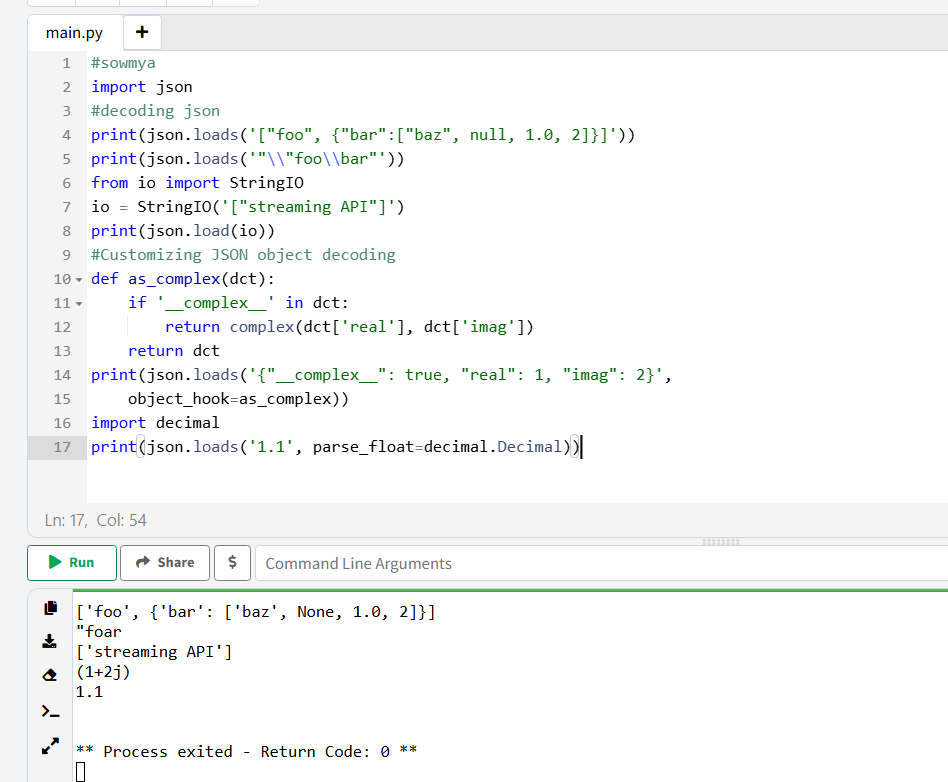 main.py +
1 #sowmya
2 import json
3 #decoding json
4 print(json.loads('["foo", {"bar":["baz", null, 1.0, 2]}]'))
5 print(json.loads('"\\"foo\\bar"'))
6 from io import StringIO
7 io = StringIO('["streaming API"]')
8 print(json.load(io))
9 #Customizing JSON object decoding
10 def as_complex(dct):
11     if '__complex__' in dct:
12         return complex(dct['real'], dct['imag'])
13     return dct
14 print(json.loads('{"__complex__": true, "real": 1, "imag": 2}',
15     object_hook=as_complex))
16 import decimal
17 print(json.loads('1.1', parse_float=decimal.Decimal))
Ln: 17, Col: 54
Run Share $ Command Line Arguments
['foo', {'bar': ['baz', None, 1.0, 2]}]
"foar
['streaming API']
(1+2j)
1.1
** Process exited - Return Code: 0 **